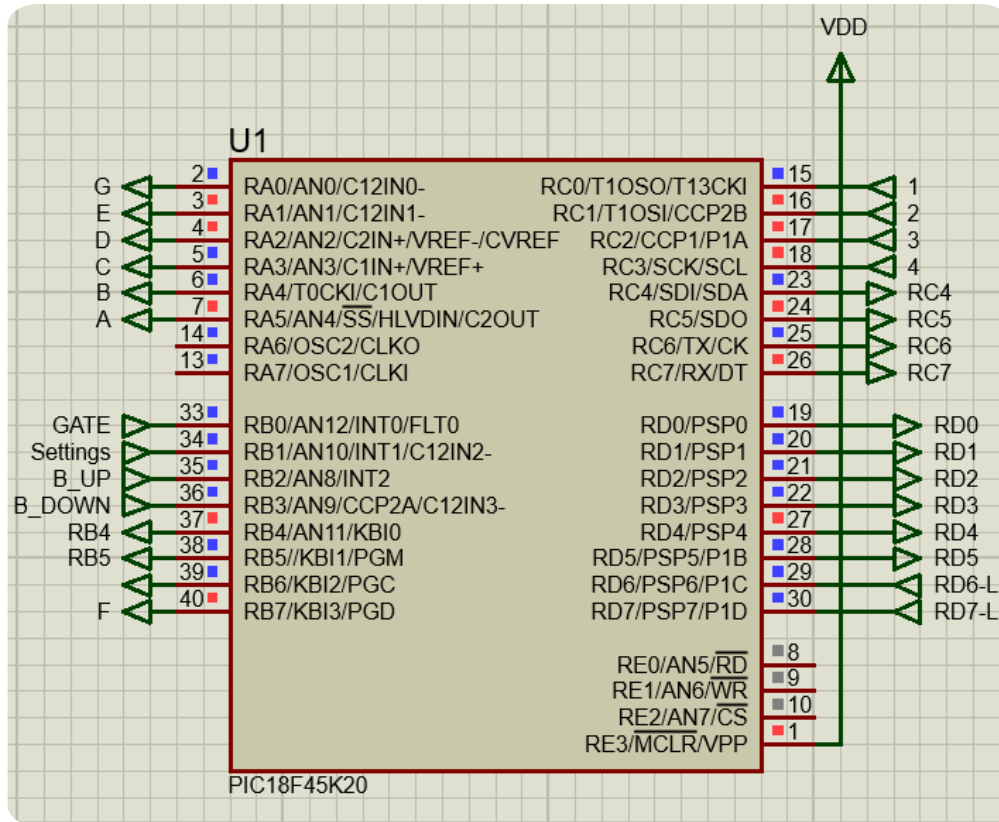 VDD
U1
G 2 RA0/AN0/C12IN0- RC0/T1OSO/T13CKI 15 1
E 3 RA1/AN1/C12IN1- RC1/T1OSI/CCP2B 16 2
D 4 RA2/AN2/C2IN+/VREF-/CVREF RC2/CCP1/P1A 17 3
C 5 RA3/AN3/C1IN+/VREF+ RC3/SCK/SCL 18 4
B 6 RA4/T0CKI/C1OUT RC4/SDI/SDA 23 RC4
A 7 RA5/AN4/SS/HLVDIN/C2OUT RC5/SDO 24 RC5
14 RA6/OSC2/CLKO RC6/TX/CK 25 RC6
13 RA7/OSC1/CLKI RC7/RX/DT 26 RC7
GATE 33 RB0/AN12/INT0/FLT0 RD0/PSP0 19 RD0
Settings 34 RB1/AN10/INT1/C12IN2- RD1/PSP1 20 RD1
B_UP 35 RB2/AN8/INT2 RD2/PSP2 21 RD2
B_DOWN 36 RB3/AN9/CCP2A/C12IN3- RD3/PSP3 22 RD3
RB4 37 RB4/AN11/KBI0 RD4/PSP4 27 RD4
RB5 38 RB5//KBI1/PGM RD5/PSP5/P1B 28 RD5
39 RB6/KBI2/PGC RD6/PSP6/P1C 29 RD6-L
F 40 RB7/KBI3/PGD RD7/PSP7/P1D 30 RD7-L
RE0/AN5/RD 8
RE1/AN6/WR 9
RE2/AN7/CS 10
RE3/MCLR/VPP 1
PIC18F45K20